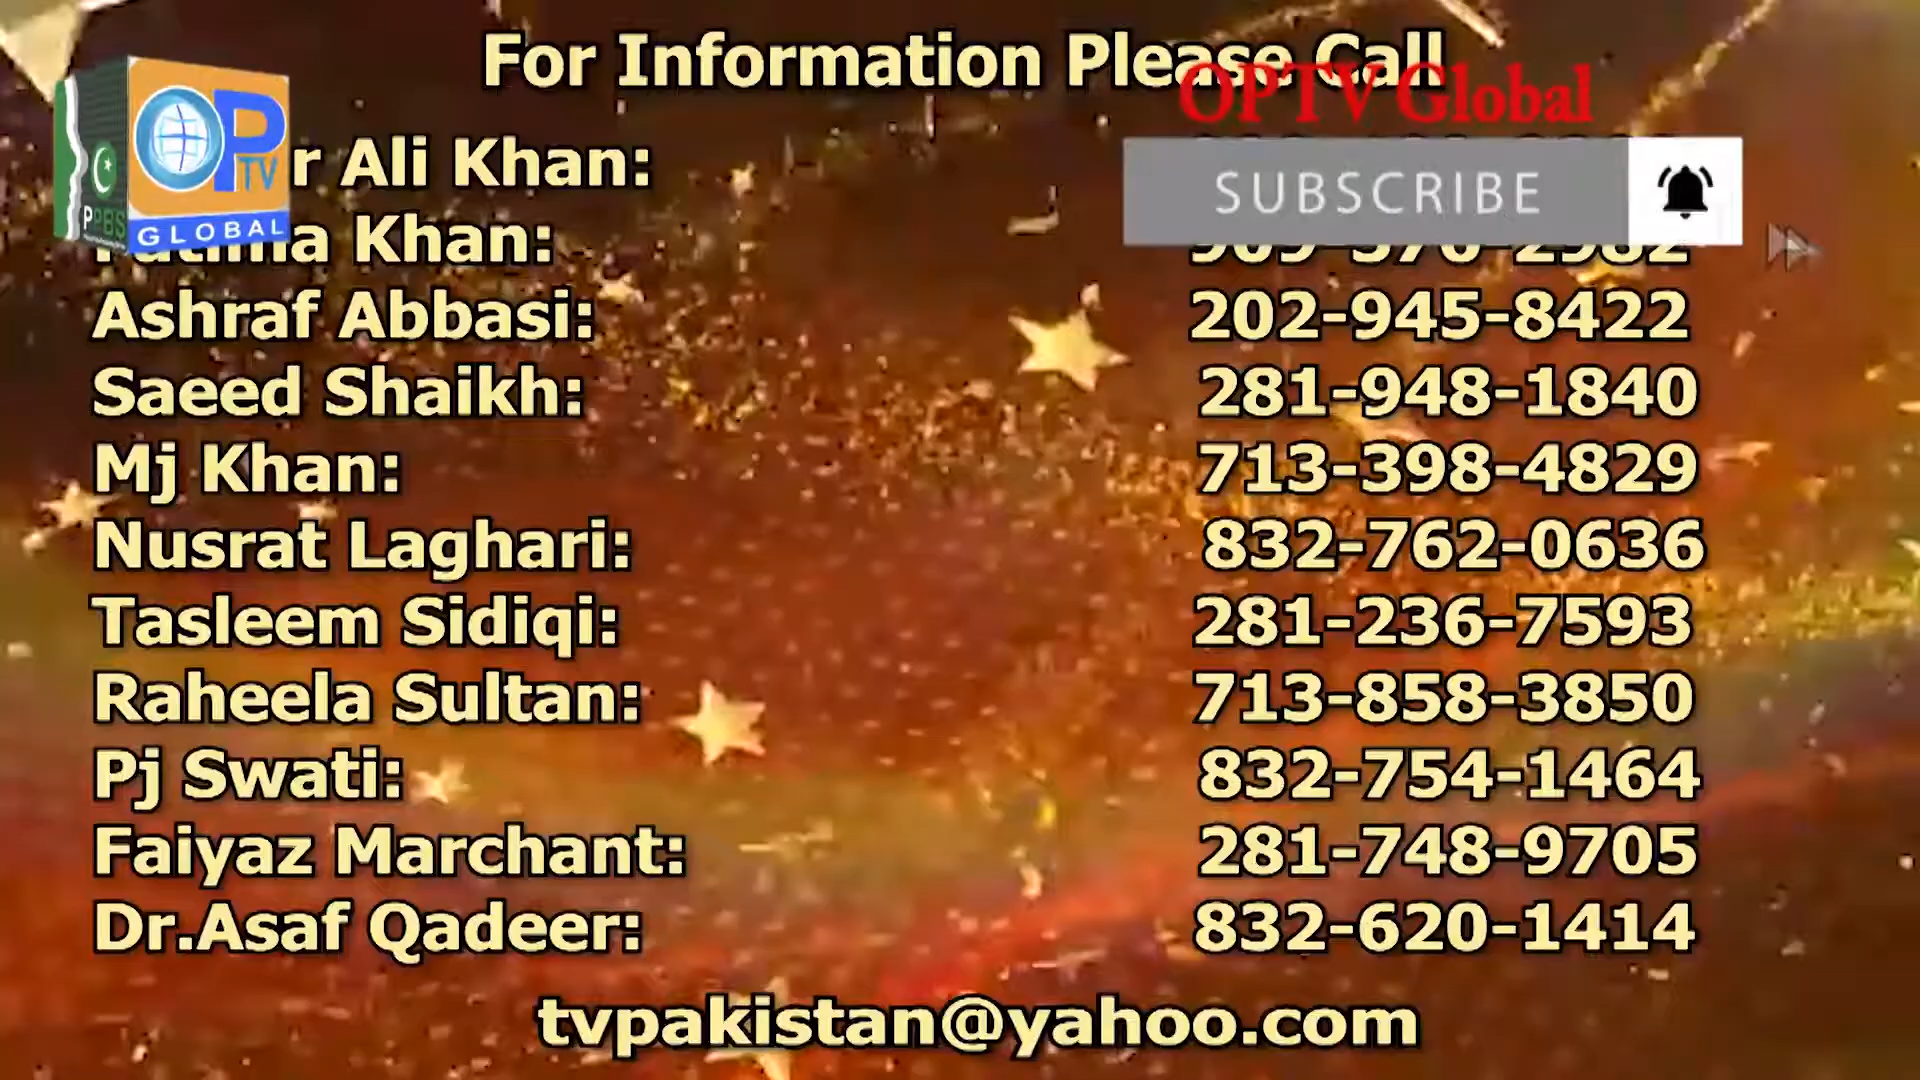 For Information Please Call
OPTV Global
OP
TV
GLOBAL
PPBS
SUBSCRIBE
Ali Khan:
Khan:
Ashraf Abbasi: 202-945-8422
Saeed Shaikh: 281-948-1840
Mj Khan: 713-398-4829
Nusrat Laghari: 832-762-0636
Tasleem Sidiqi: 281-236-7593
Raheela Sultan: 713-858-3850
Pj Swati: 832-754-1464
Faiyaz Marchant: 281-748-9705
Dr.Asaf Qadeer: 832-620-1414
tvpakistan@yahoo.com